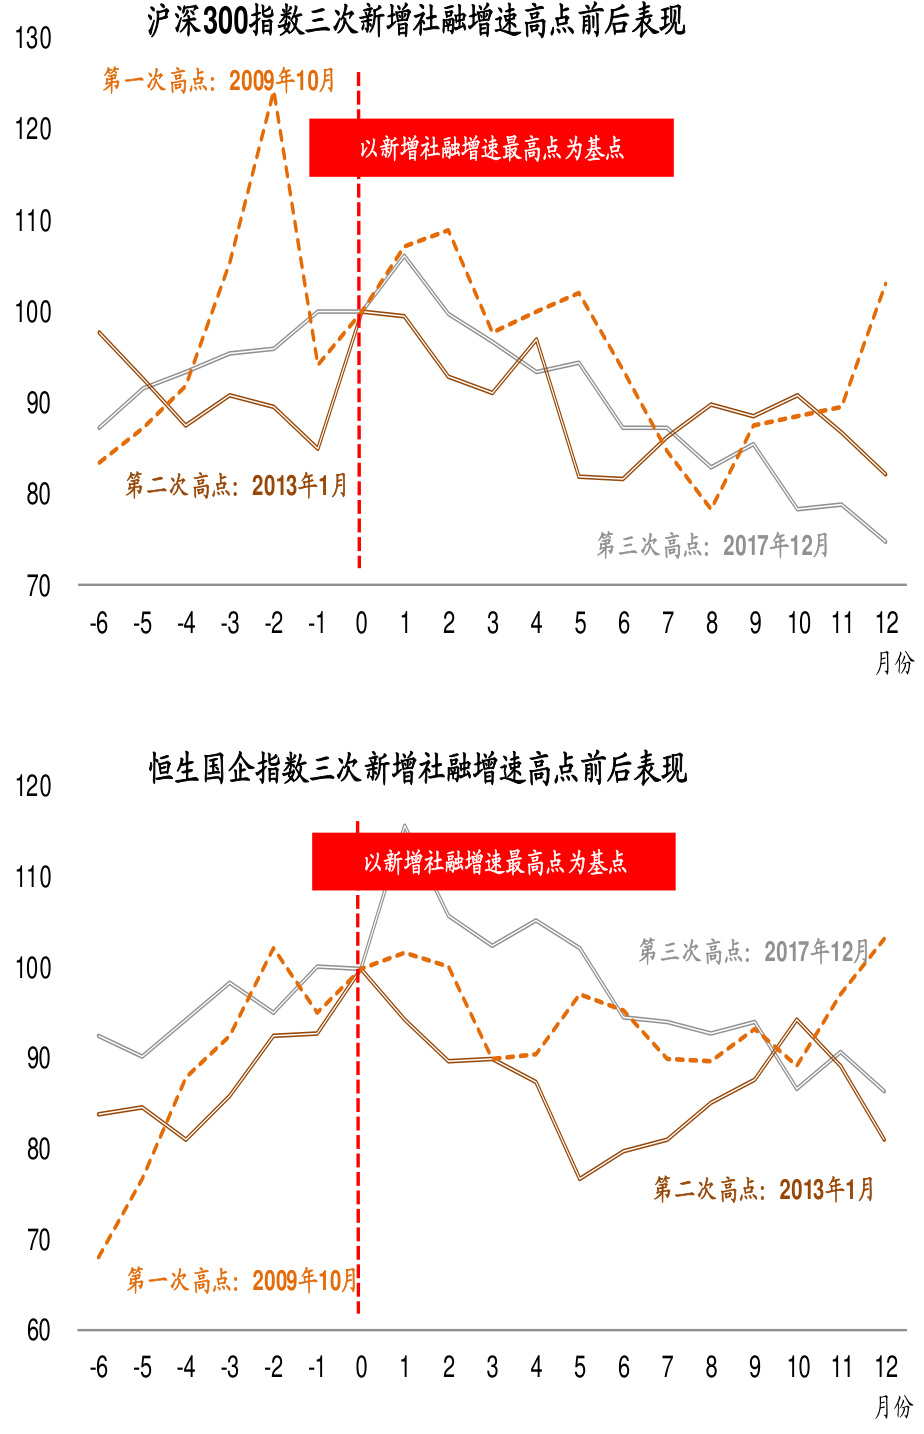 沪深300指数三次新增社融增速高点前后表现
130
第一次高点：2009年10月
120
以新增社融增速最高点为基点
110
100
90
第二次高点：2013年1月
80
第三次高点：2017年12月
70
-6 -5 -4 -3 -2 -1 0 1 2 3 4 5 6 7 8 9 10 11 12
月份
恒生国企指数三次新增社融增速高点前后表现
120
以新增社融增速最高点为基点
110
第三次高点：2017年12月
100
90
80
第二次高点：2013年1月
70
第一次高点：2009年10月
60
-6 -5 -4 -3 -2 -1 0 1 2 3 4 5 6 7 8 9 10 11 12
月份